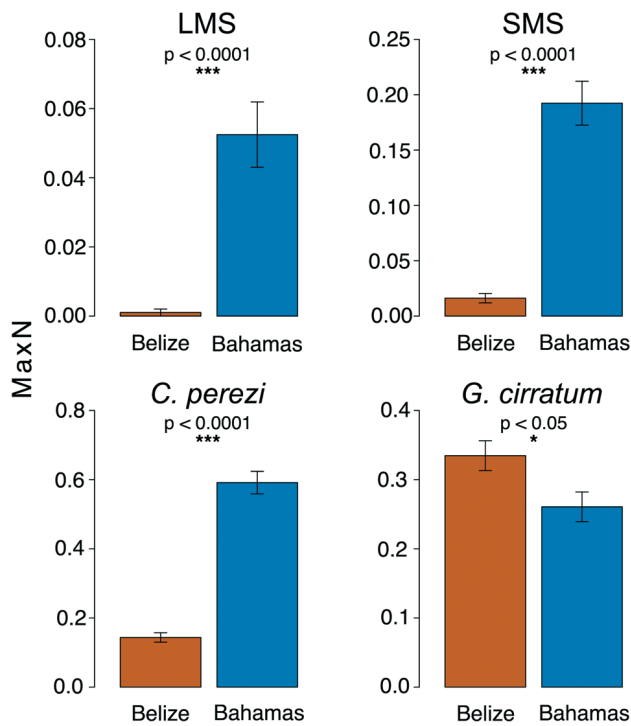 LMS
p < 0.0001
***
0.08
0.06
0.04
0.02
0.00
Belize
Bahamas
SMS
p < 0.0001
***
0.25
0.20
0.15
0.10
0.05
0.00
Belize
Bahamas
MaxN
C. perezi
p < 0.0001
***
0.8
0.6
0.4
0.2
0.0
Belize
Bahamas
G. cirratum
p < 0.05
*
0.4
0.3
0.2
0.1
0.0
Belize
Bahamas